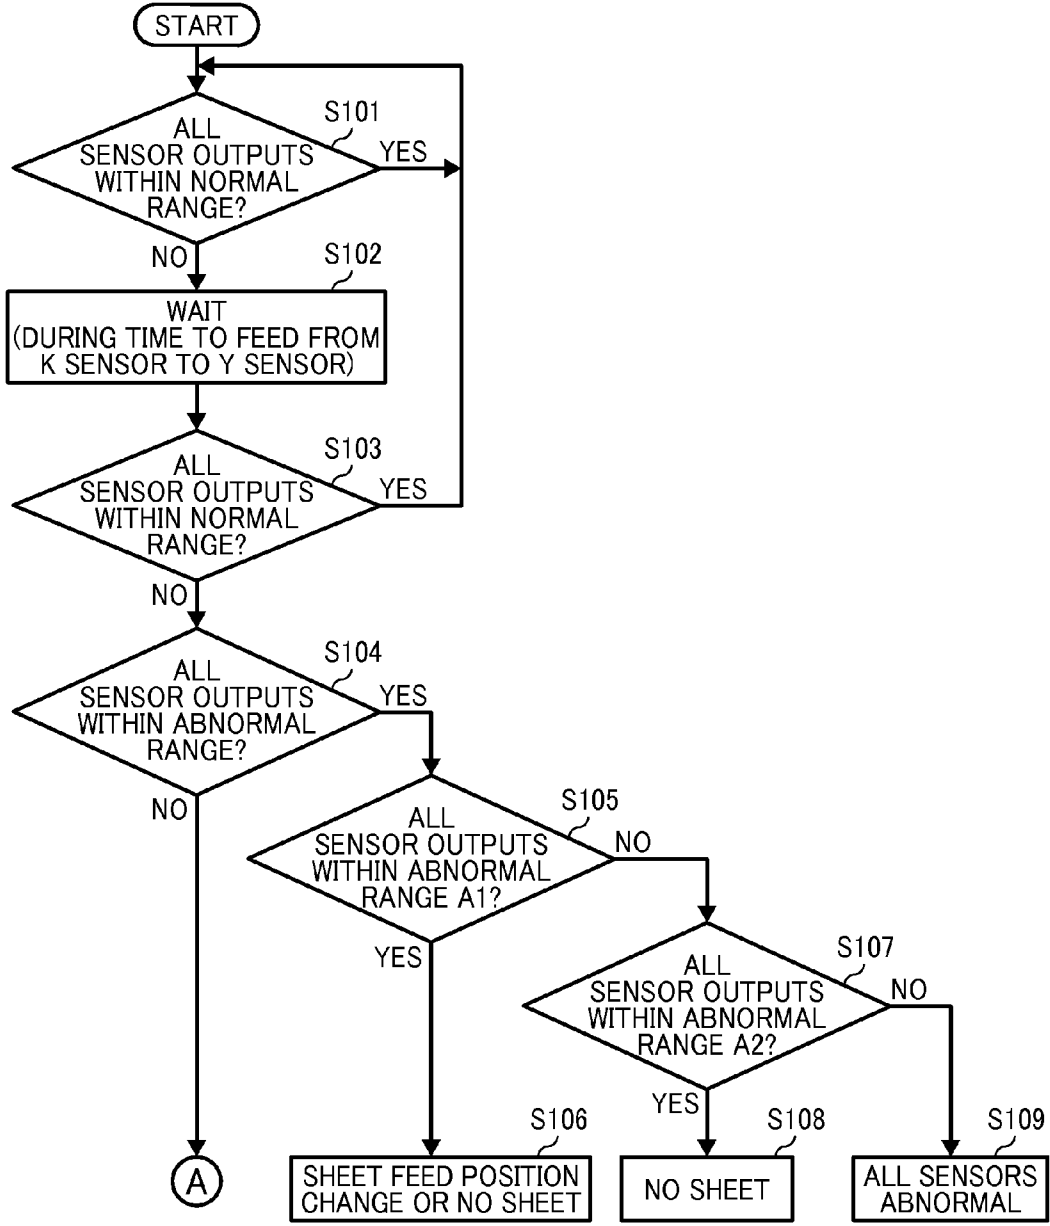 START
S101
ALL
SENSOR OUTPUTS
WITHIN NORMAL
RANGE?
YES
NO
S102
WAIT
(DURING TIME TO FEED FROM
K SENSOR TO Y SENSOR)
S103
ALL
SENSOR OUTPUTS
WITHIN NORMAL
RANGE?
YES
NO
S104
ALL
SENSOR OUTPUTS
WITHIN ABNORMAL
RANGE?
YES
NO
S105
ALL
SENSOR OUTPUTS
WITHIN ABNORMAL
RANGE A1?
NO
YES
S107
ALL
SENSOR OUTPUTS
WITHIN ABNORMAL
RANGE A2?
NO
YES
A
S106
SHEET FEED POSITION
CHANGE OR NO SHEET
S108
NO SHEET
S109
ALL SENSORS
ABNORMAL